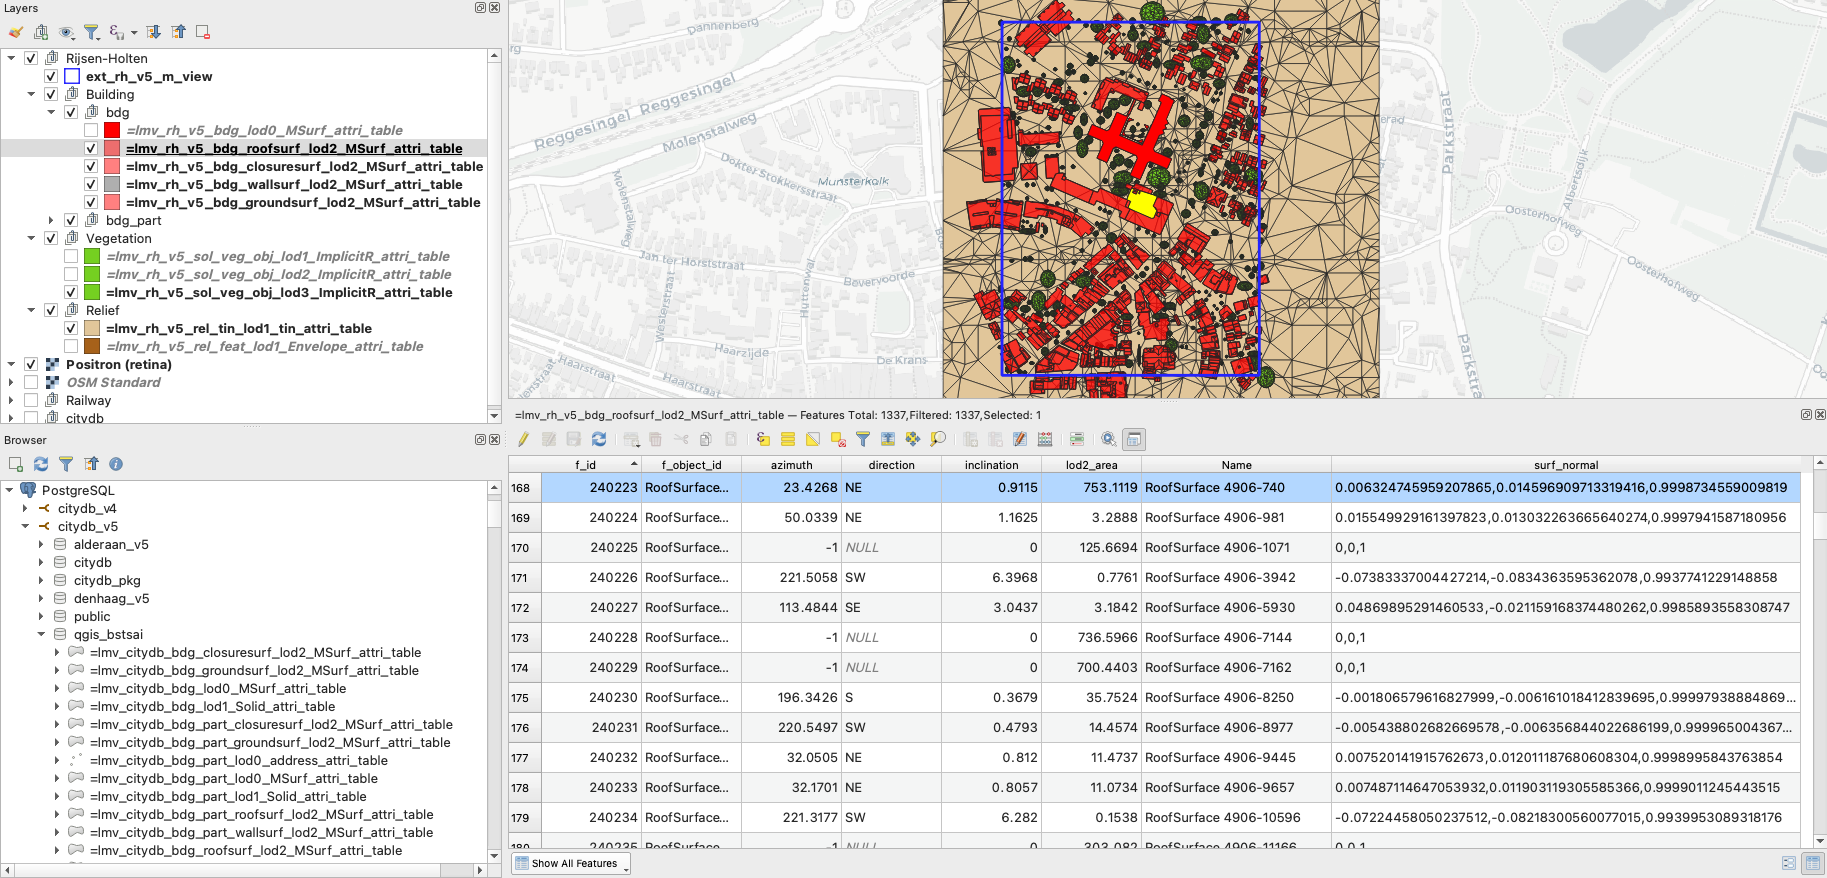 Layers
Rijsen-Holten
ext_rh_v5_m_view
Building
bdg
=lmv_rh_v5_bdg_lod0_MSurf_attri_table
=lmv_rh_v5_bdg_roofsurf_lod2_MSurf_attri_table
=lmv_rh_v5_bdg_closuresurf_lod2_MSurf_attri_table
=lmv_rh_v5_bdg_wallsurf_lod2_MSurf_attri_table
=lmv_rh_v5_bdg_groundsurf_lod2_MSurf_attri_table
bdg_part
Vegetation
=lmv_rh_v5_sol_veg_obj_lod1_ImplicitR_attri_table
=lmv_rh_v5_sol_veg_obj_lod2_ImplicitR_attri_table
=lmv_rh_v5_sol_veg_obj_lod3_ImplicitR_attri_table
Relief
=lmv_rh_v5_rel_tin_lod1_tin_attri_table
=lmv_rh_v5_rel_feat_lod1_Envelope_attri_table
Positron (retina)
OSM Standard
Railway
citydb
Dannenberg
Reggesingel Reggesingel
Molenstalweg
Dokter Stokkersstraat
Munsterkolk
Molenstalweg
Jan ter Horststraat
Huttenwal
Bovervoorde
Westerstraat
Haarzijde
Haarstraat
Haarstraat
De Krans
Parkstraat
Parkstraat
Albertsdijk
Oosterhofweg
Oosterhofweg
Browser
PostgreSQL
citydb_v4
citydb_v5
alderaan_v5
citydb
citydb_pkg
denhaag_v5
public
qgis_bstsai
=lmv_citydb_bdg_closuresurf_lod2_MSurf_attri_table
=lmv_citydb_bdg_groundsurf_lod2_MSurf_attri_table
=lmv_citydb_bdg_lod0_MSurf_attri_table
=lmv_citydb_bdg_lod1_Solid_attri_table
=lmv_citydb_bdg_part_closuresurf_lod2_MSurf_attri_table
=lmv_citydb_bdg_part_groundsurf_lod2_MSurf_attri_table
=lmv_citydb_bdg_part_lod0_address_attri_table
=lmv_citydb_bdg_part_lod0_MSurf_attri_table
=lmv_citydb_bdg_part_lod1_Solid_attri_table
=lmv_citydb_bdg_part_roofsurf_lod2_MSurf_attri_table
=lmv_citydb_bdg_part_wallsurf_lod2_MSurf_attri_table
=lmv_citydb_bdg_roofsurf_lod2_MSurf_attri_table
=lmv_rh_v5_bdg_roofsurf_lod2_MSurf_attri_table — Features Total: 1337,Filtered: 1337,Selected: 1
f_id f_object_id azimuth direction inclination lod2_area Name surf_normal
168 240223 RoofSurface... 23.4268 NE 0.9115 753.1119 RoofSurface 4906-740 0.006324745959207865,0.014596909713319416,0.9998734559009819
169 240224 RoofSurface... 50.0339 NE 1.1625 3.2888 RoofSurface 4906-981 0.015549929161397823,0.013032263665640274,0.9997941587180956
170 240225 RoofSurface... -1 NULL 0 125.6694 RoofSurface 4906-1071 0,0,1
171 240226 RoofSurface... 221.5058 SW 6.3968 0.7761 RoofSurface 4906-3942 -0.07383337004427214,-0.0834363595362078,0.9937741229148858
172 240227 RoofSurface... 113.4844 SE 3.0437 3.1842 RoofSurface 4906-5930 0.04869895291460533,-0.021159168374480262,0.9985893558308747
173 240228 RoofSurface... -1 NULL 0 736.5966 RoofSurface 4906-7144 0,0,1
174 240229 RoofSurface... -1 NULL 0 700.4403 RoofSurface 4906-7162 0,0,1
175 240230 RoofSurface... 196.3426 S 0.3679 35.7524 RoofSurface 4906-8250 -0.001806579616827999,-0.006161018412839695,0.99997938884869...
176 240231 RoofSurface... 220.5497 SW 0.4793 14.4574 RoofSurface 4906-8977 -0.005438802682669578,-0.006356844022686199,0.999965004367...
177 240232 RoofSurface... 32.0505 NE 0.812 11.4737 RoofSurface 4906-9445 0.007520141915762673,0.012011187680608304,0.9998995843763854
178 240233 RoofSurface... 32.1701 NE 0.8057 11.0734 RoofSurface 4906-9657 0.007487114647053932,0.011903119305585366,0.9999011245443515
179 240234 RoofSurface... 221.3177 SW 6.282 0.1538 RoofSurface 4906-10596 -0.07224458050237512,-0.08218300560077015,0.9939953089318176
180 240235 RoofSurface... -1 NULL 0 303.082 RoofSurface 4906-11166 0,0,1
Show All Features